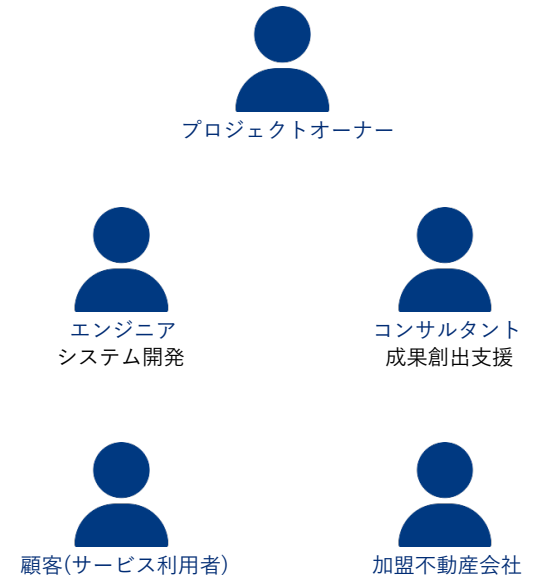 プロジェクトオーナー
エンジニア
システム開発
コンサルタント
成果創出支援
顧客(サービス利用者)
加盟不動産会社